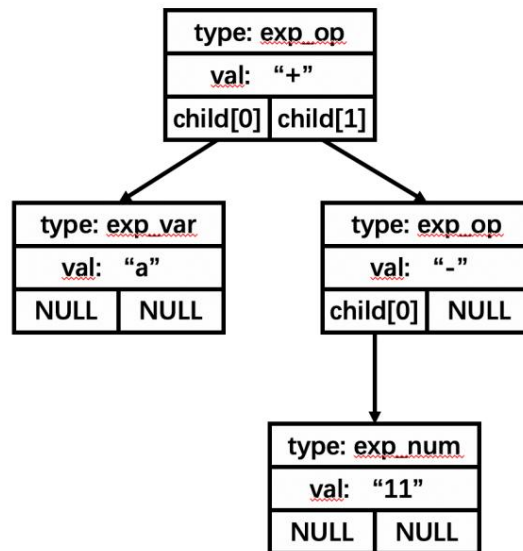 type: exp_op
val: “+”
child[0] child[1]
type: exp_var
val: “a”
NULL NULL
type: exp_op
val: “-”
child[0] NULL
type: exp_num
val: “11”
NULL NULL